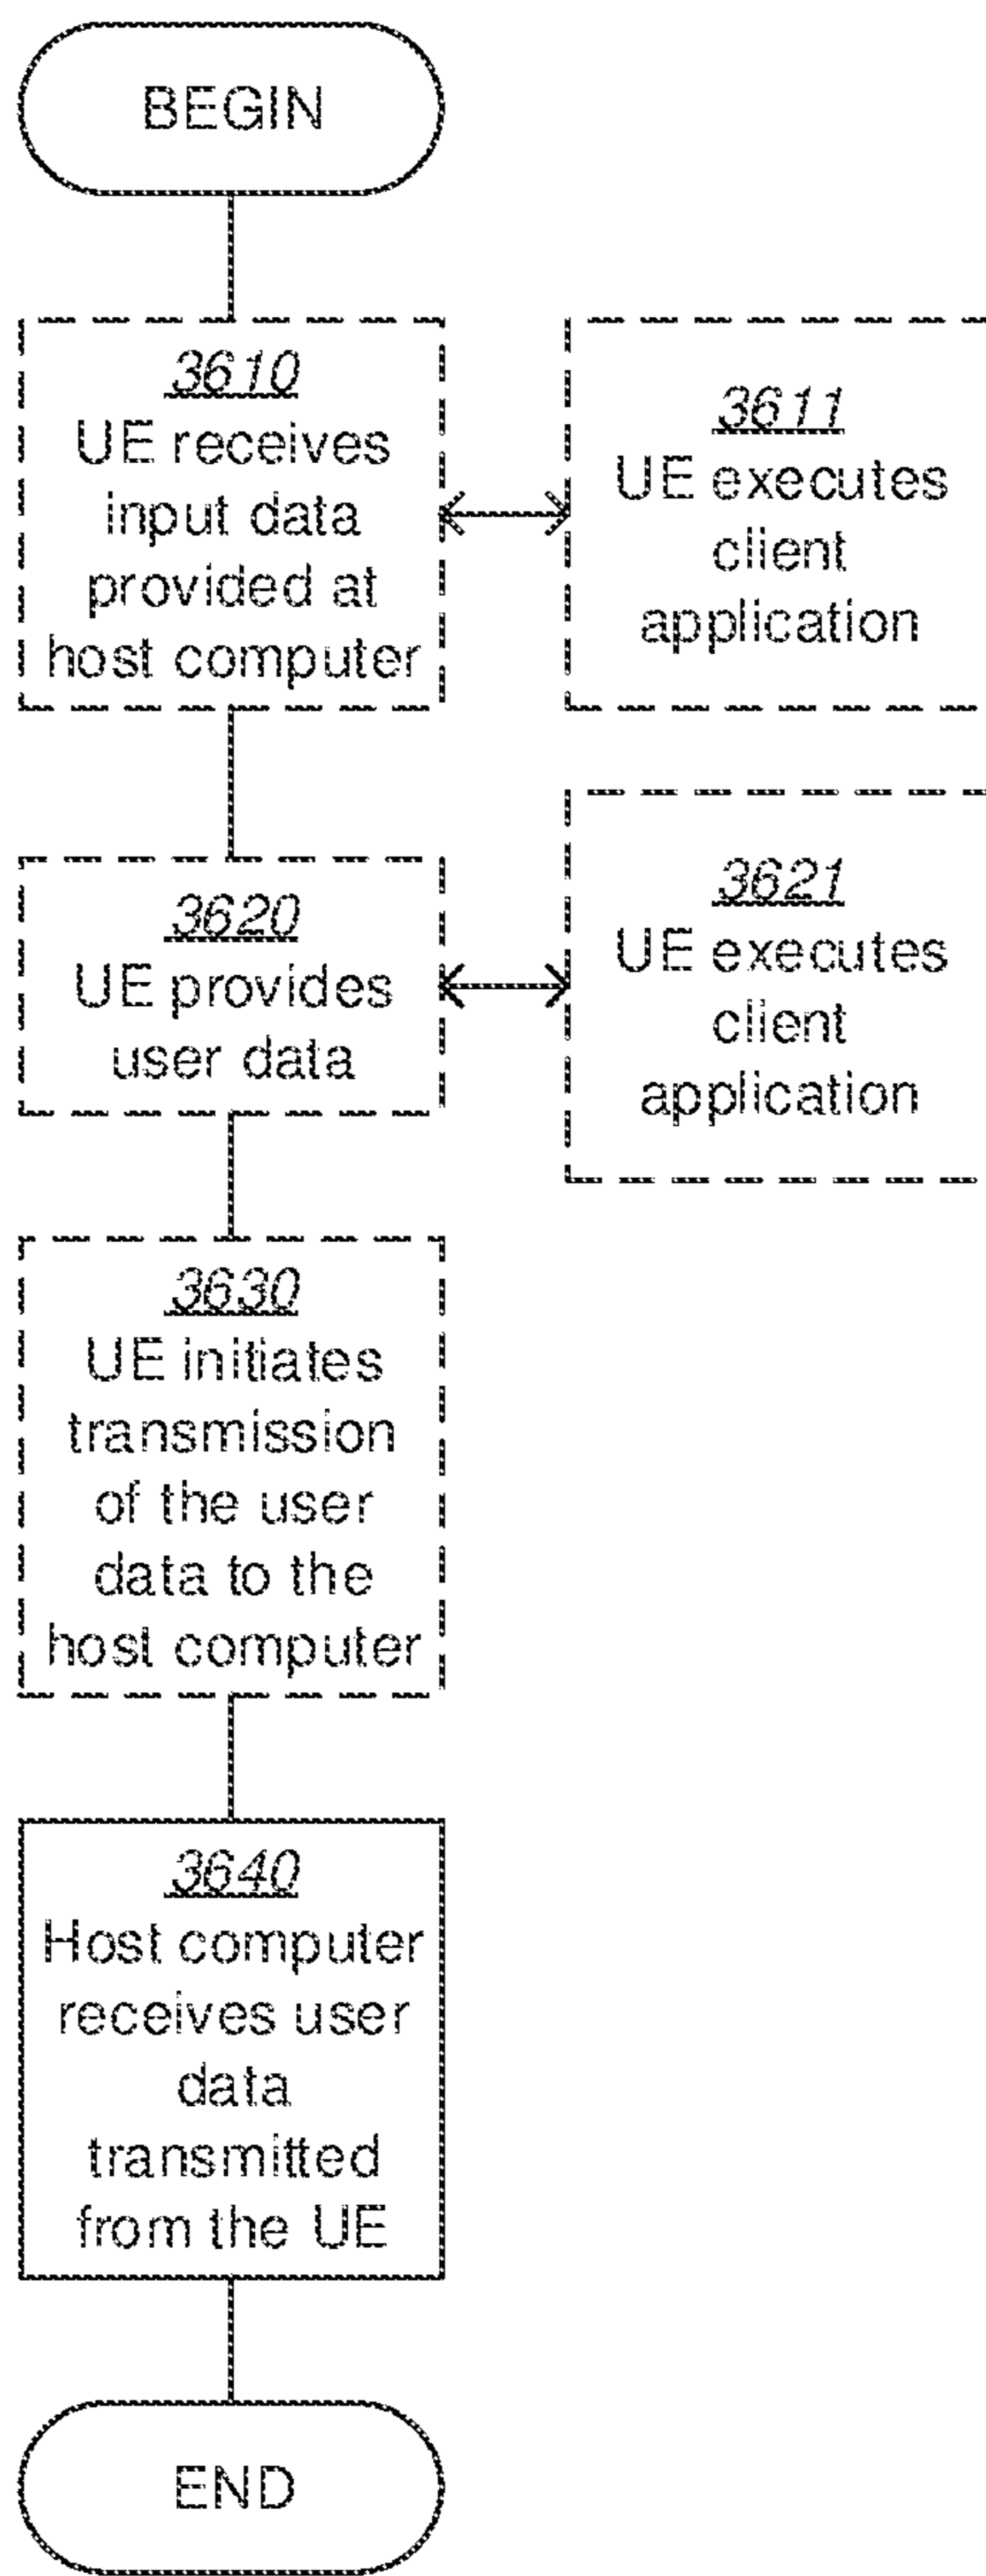 BEGIN
3610
UE receives
input data
provided at
host computer
3611
UE executes
client
application
3620
UE provides
user data
3621
UE executes
client
application
3630
UE initiates
transmission
of the user
data to the
host computer
3640
Host computer
receives user
data
transmitted
from the UE
END